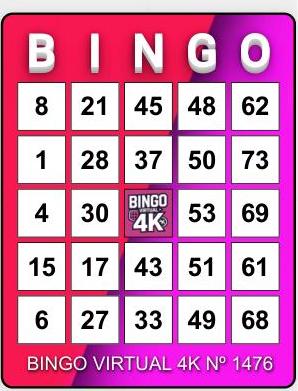 B I N G O
8 21 45 48 62
1 28 37 50 73
4 30 BINGO VIRTUAL 4K 53 69
15 17 43 51 61
6 27 33 49 68
BINGO VIRTUAL 4K Nº 1476